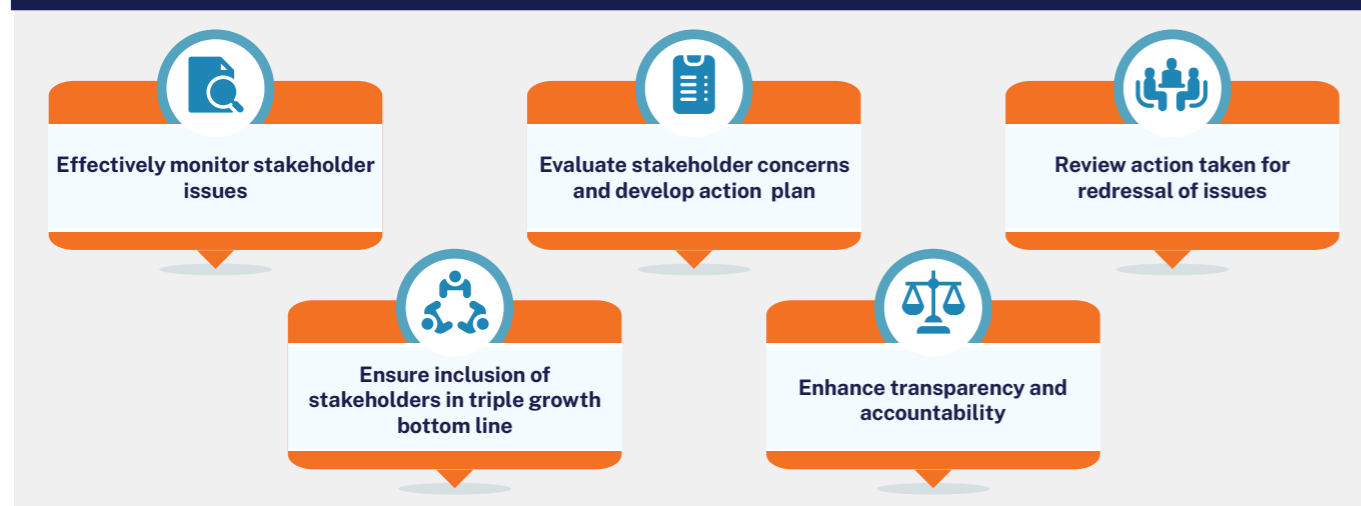 Effectively monitor stakeholder
issues
Evaluate stakeholder concerns
and develop action plan
Review action taken for
redressal of issues
Ensure inclusion of
stakeholders in triple growth
bottom line
Enhance transparency and
accountability